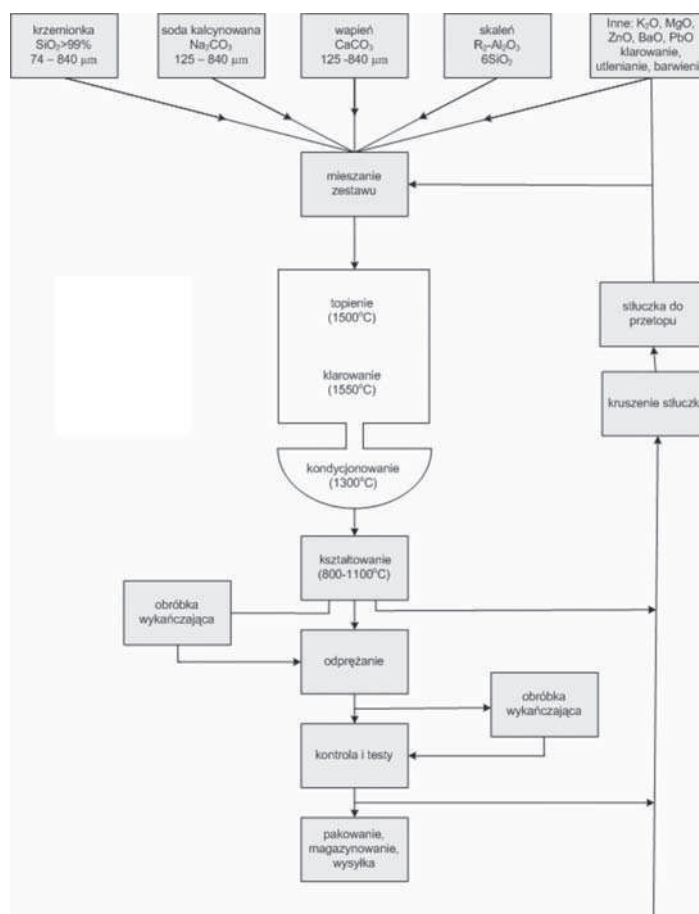 krzemionka
SiO₂>99%
74 – 840 μm
soda kalcynowana
Na₂CO₃
125 – 840 μm
wapień
CaCO₃
125 -840 μm
skaleń
R₂-Al₂O₃
6SiO₂
Inne: K₂O, MgO,
ZnO, BaO, PbO
klarowanie,
utlenianie, barwieni
mieszanie
zestawu
topienie
(1500°C)
klarowanie
(1550°C)
stłuczka do
przetopu
kruszenie stłuczk
kondycjonowanie
(1300°C)
kształtowanie
(800-1100°C)
obróbka
wykańczająca
odprężanie
obróbka
wykańczająca
kontrola i testy
pakowanie,
magazynowanie,
wysyłka